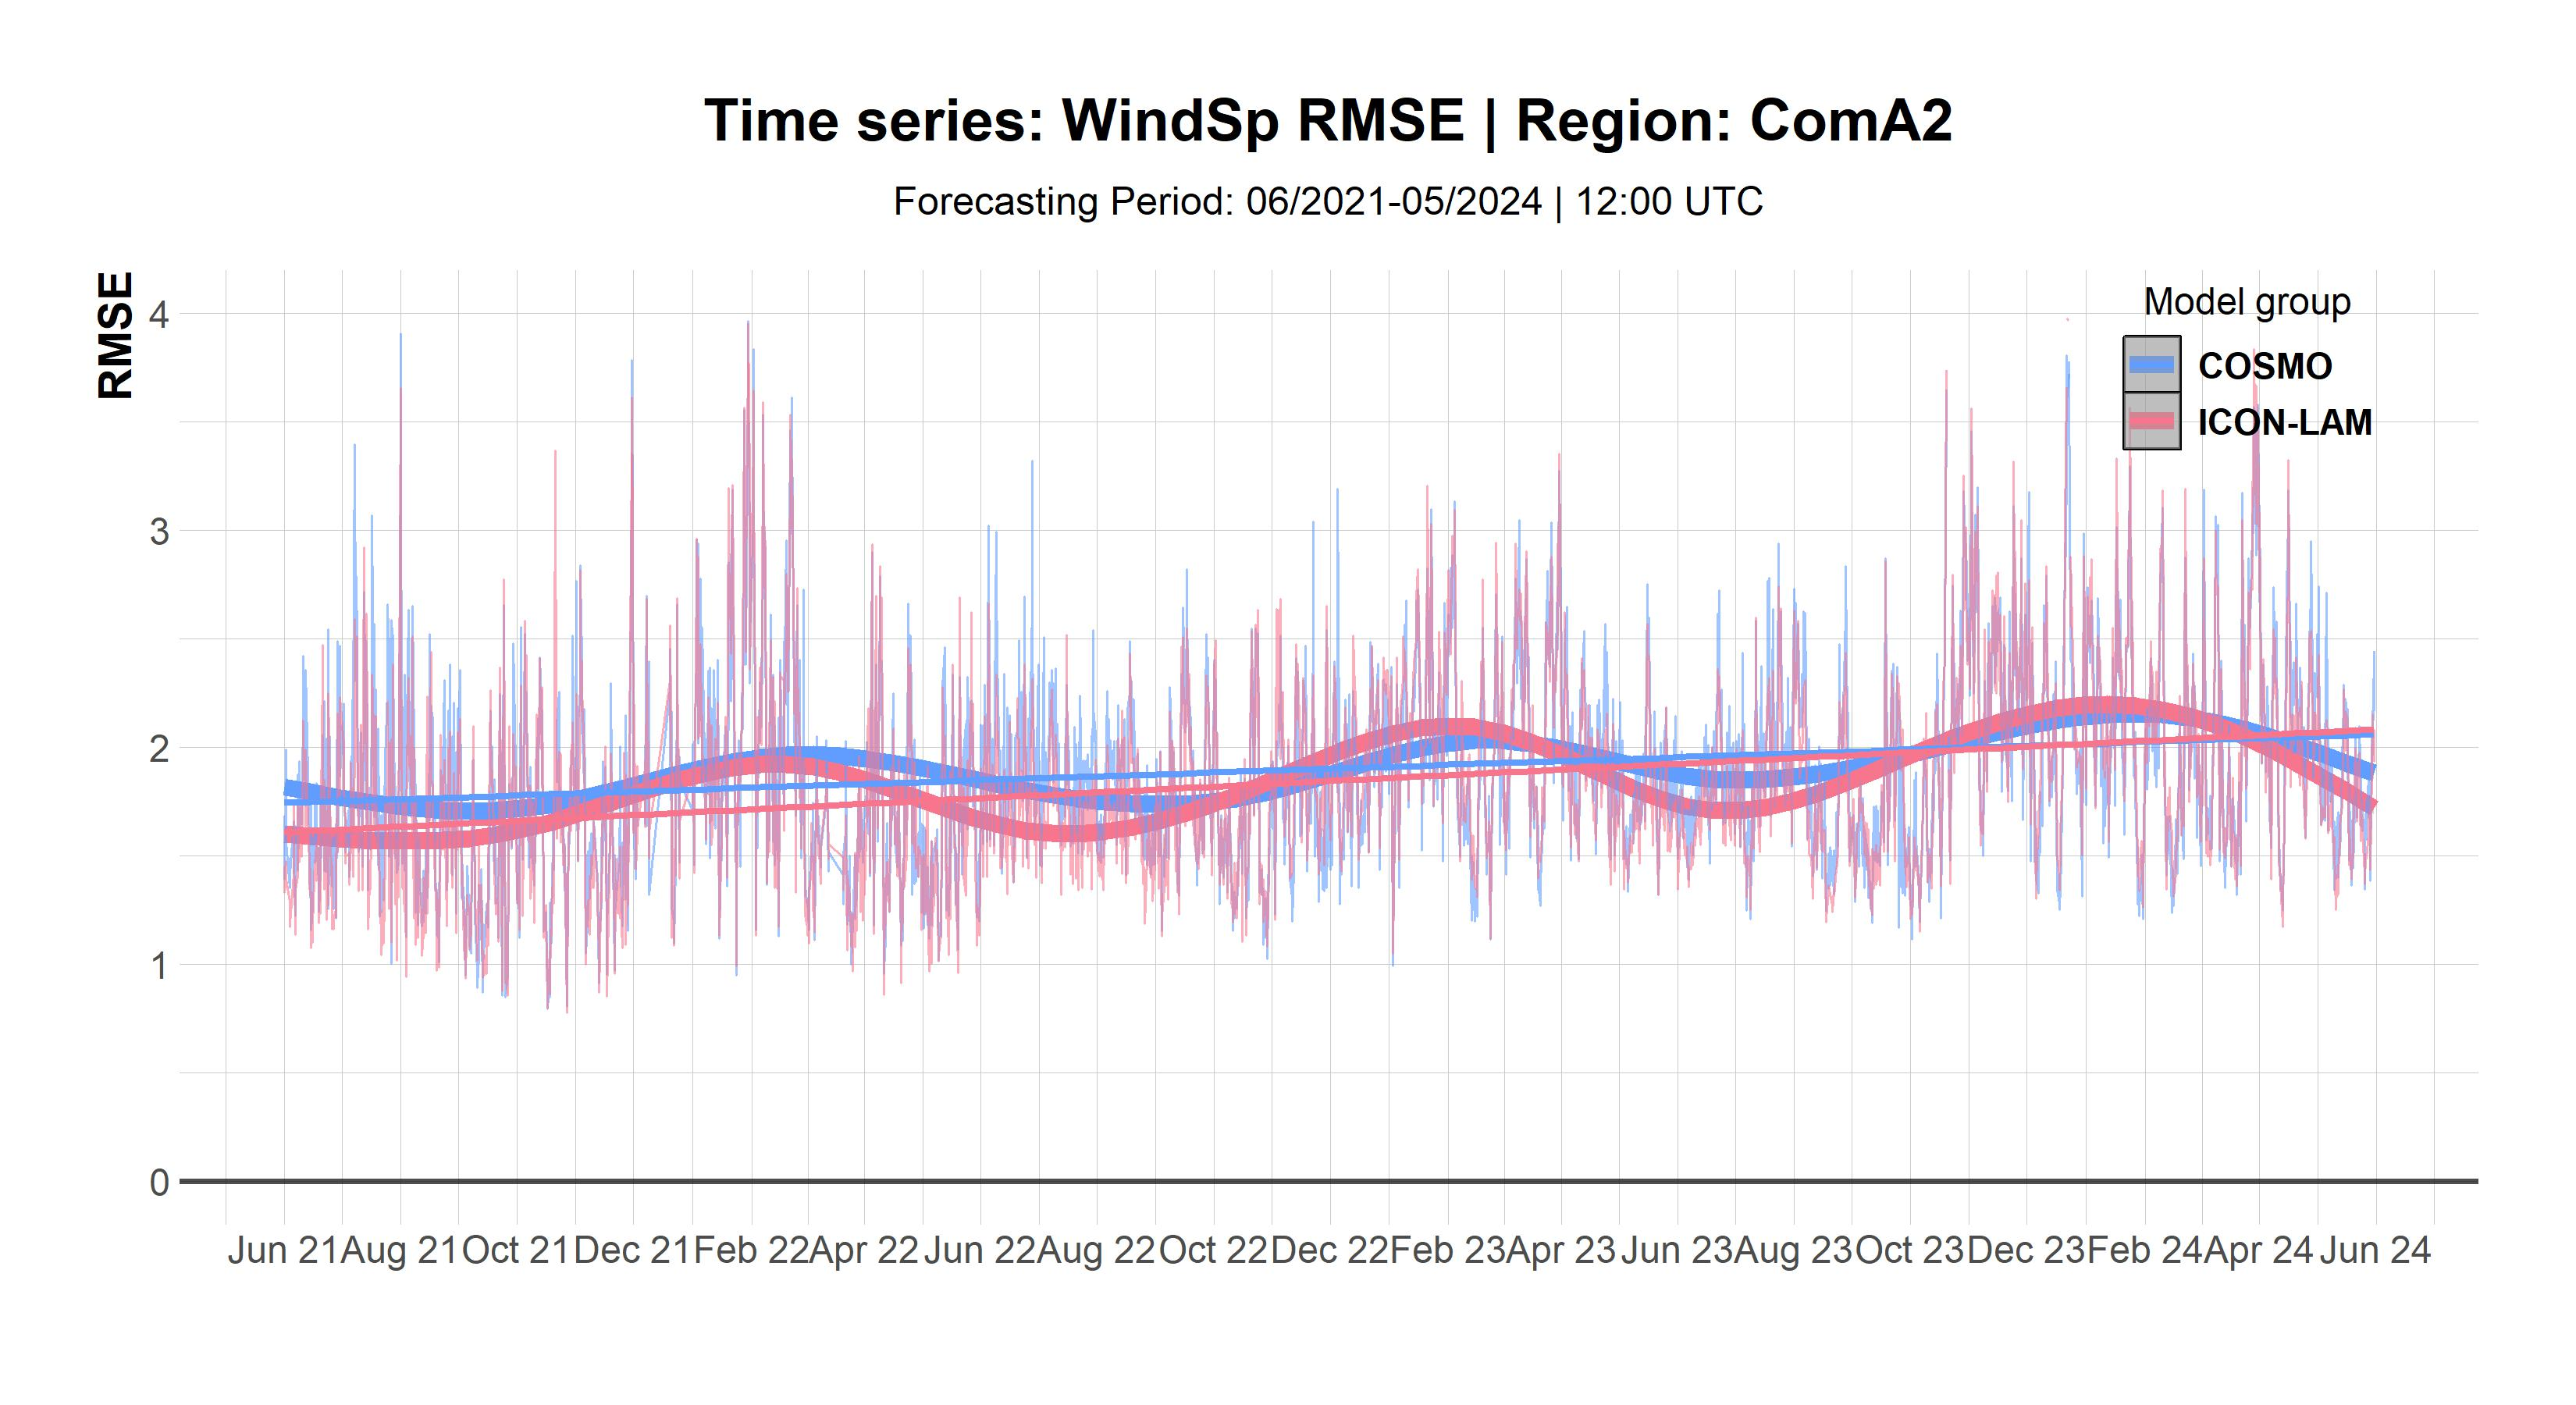 Time series: WindSp RMSE | Region: ComA2
Forecasting Period: 06/2021-05/2024 | 12:00 UTC
RMSE
4
3
2
1
0
Model group
COSMO
ICON-LAM
Jun 21 Aug 21 Oct 21 Dec 21 Feb 22 Apr 22 Jun 22 Aug 22 Oct 22 Dec 22 Feb 23 Apr 23 Jun 23 Aug 23 Oct 23 Dec 23 Feb 24 Apr 24 Jun 24